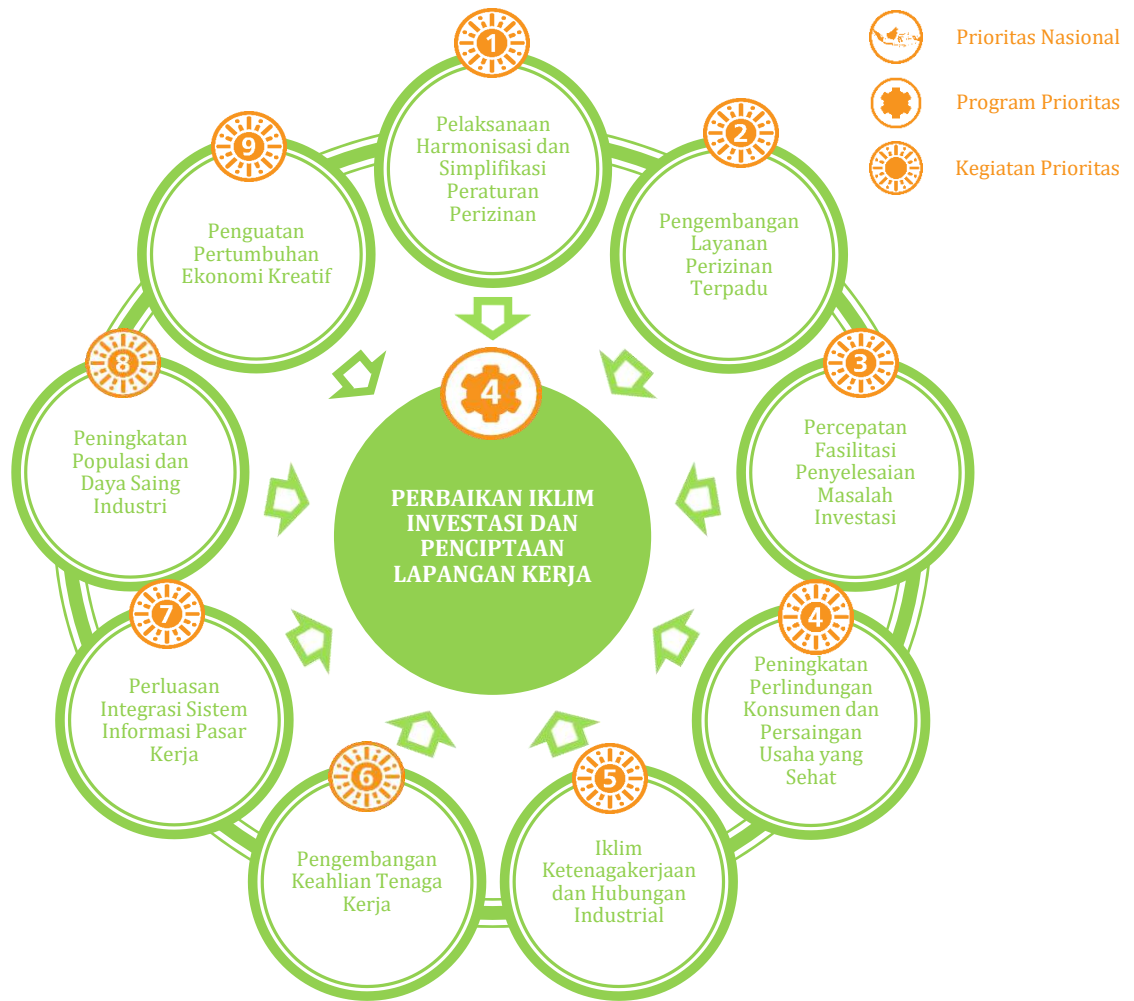 Prioritas Nasional
Program Prioritas
Kegiatan Prioritas
1
Pelaksanaan
Harmonisasi dan
Simplifikasi
Peraturan
Perizinan
2
Pengembangan
Layanan
Perizinan
Terpadu
3
Percepatan
Fasilitasi
Penyelesaian
Masalah
Investasi
4
Peningkatan
Perlindungan
Konsumen dan
Persaingan
Usaha yang
Sehat
5
Iklim
Ketenagakerjaan
dan Hubungan
Industrial
6
Pengembangan
Keahlian Tenaga
Kerja
7
Perluasan
Integrasi Sistem
Informasi Pasar
Kerja
8
Peningkatan
Populasi dan
Daya Saing
Industri
9
Penguatan
Pertumbuhan
Ekonomi Kreatif
4
PERBAIKAN IKLIM
INVESTASI DAN
PENCIPTAAN
LAPANGAN KERJA